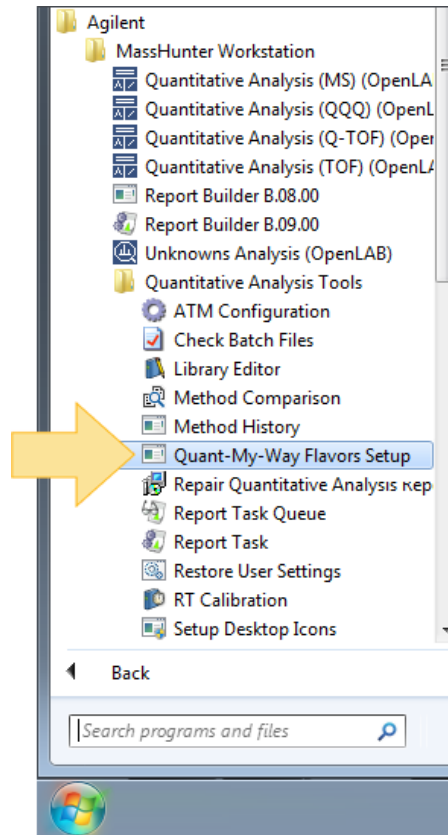 Agilent
MassHunter Workstation
Quantitative Analysis (MS) (OpenLA
Quantitative Analysis (QQQ) (OpenL
Quantitative Analysis (Q-TOF) (Oper
Quantitative Analysis (TOF) (OpenL
Report Builder B.08.00
Report Builder B.09.00
Unknowns Analysis (OpenLAB)
Quantitative Analysis Tools
ATM Configuration
Check Batch Files
Library Editor
Method Comparison
Method History
Quant-My-Way Flavors Setup
Repair Quantitative Analysis Rep
Report Task Queue
Report Task
Restore User Settings
RT Calibration
Setup Desktop Icons
Back
Search programs and files